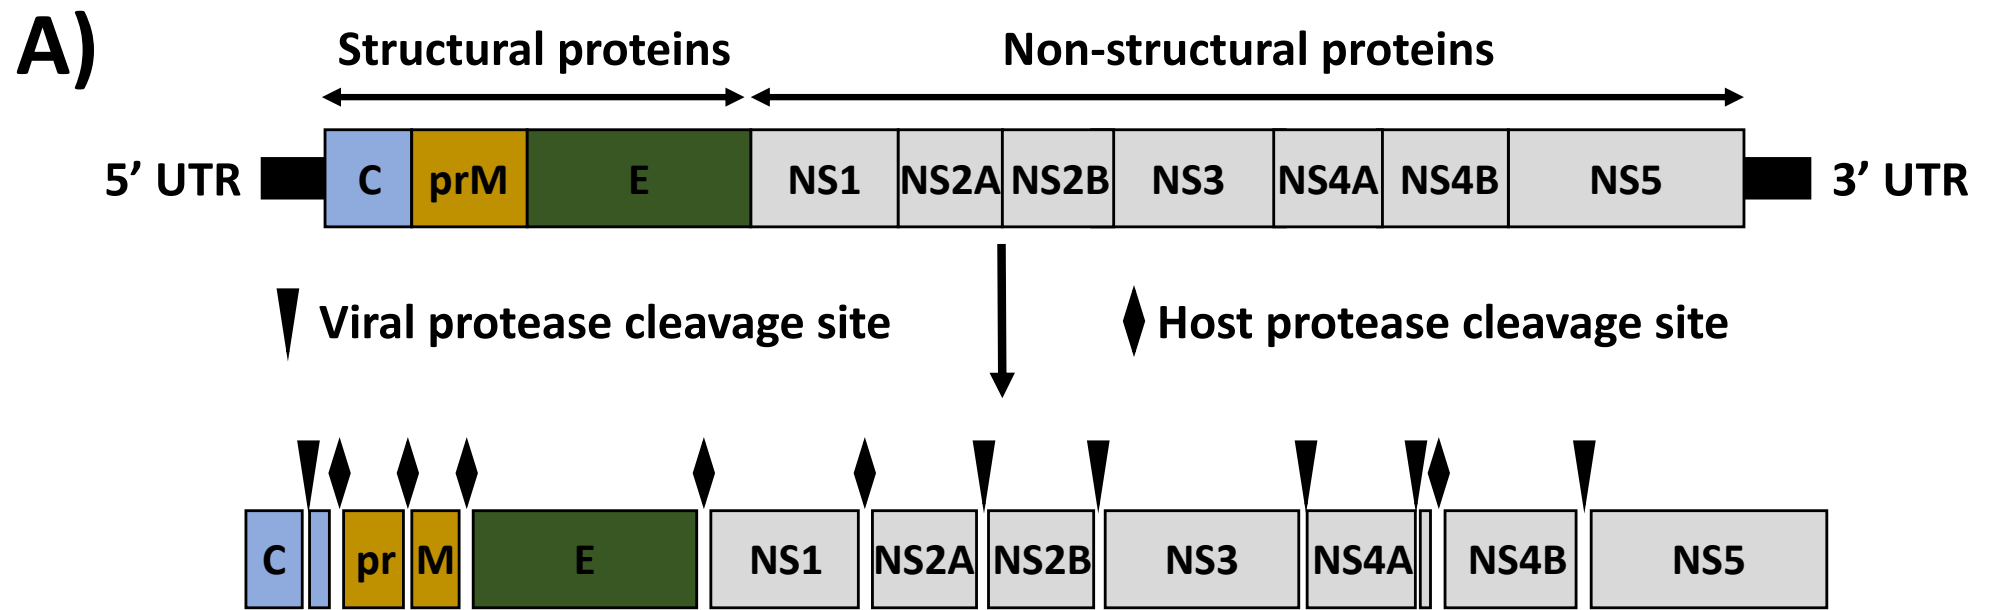 A)
Structural proteins Non-structural proteins
5’ UTR C prM E NS1 NS2A NS2B NS3 NS4A NS4B NS5 3’ UTR
Viral protease cleavage site Host protease cleavage site
C pr M E NS1 NS2A NS2B NS3 NS4A NS4B NS5